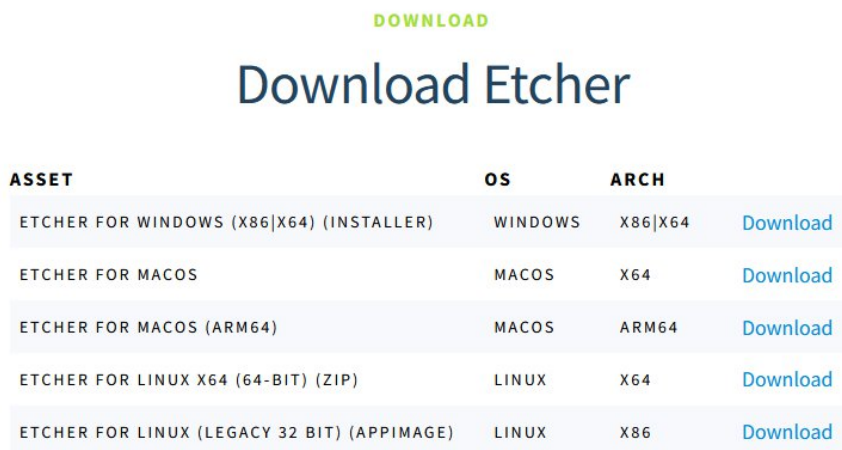 DOWNLOAD
Download Etcher
ASSET OS ARCH
ETCHER FOR WINDOWS (X86|X64) (INSTALLER) WINDOWS X86|X64 Download
ETCHER FOR MACOS MACOS X64 Download
ETCHER FOR MACOS (ARM64) MACOS ARM64 Download
ETCHER FOR LINUX X64 (64-BIT) (ZIP) LINUX X64 Download
ETCHER FOR LINUX (LEGACY 32 BIT) (APPIMAGE) LINUX X86 Download